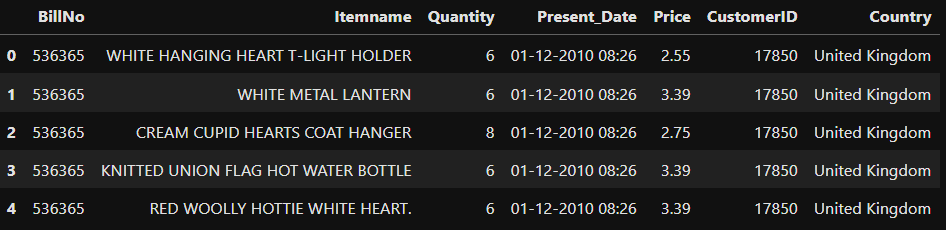 BillNo Itemname Quantity Present_Date Price CustomerID Country
0 536365 WHITE HANGING HEART T-LIGHT HOLDER 6 01-12-2010 08:26 2.55 17850 United Kingdom
1 536365 WHITE METAL LANTERN 6 01-12-2010 08:26 3.39 17850 United Kingdom
2 536365 CREAM CUPID HEARTS COAT HANGER 8 01-12-2010 08:26 2.75 17850 United Kingdom
3 536365 KNITTED UNION FLAG HOT WATER BOTTLE 6 01-12-2010 08:26 3.39 17850 United Kingdom
4 536365 RED WOOLLY HOTTIE WHITE HEART. 6 01-12-2010 08:26 3.39 17850 United Kingdom